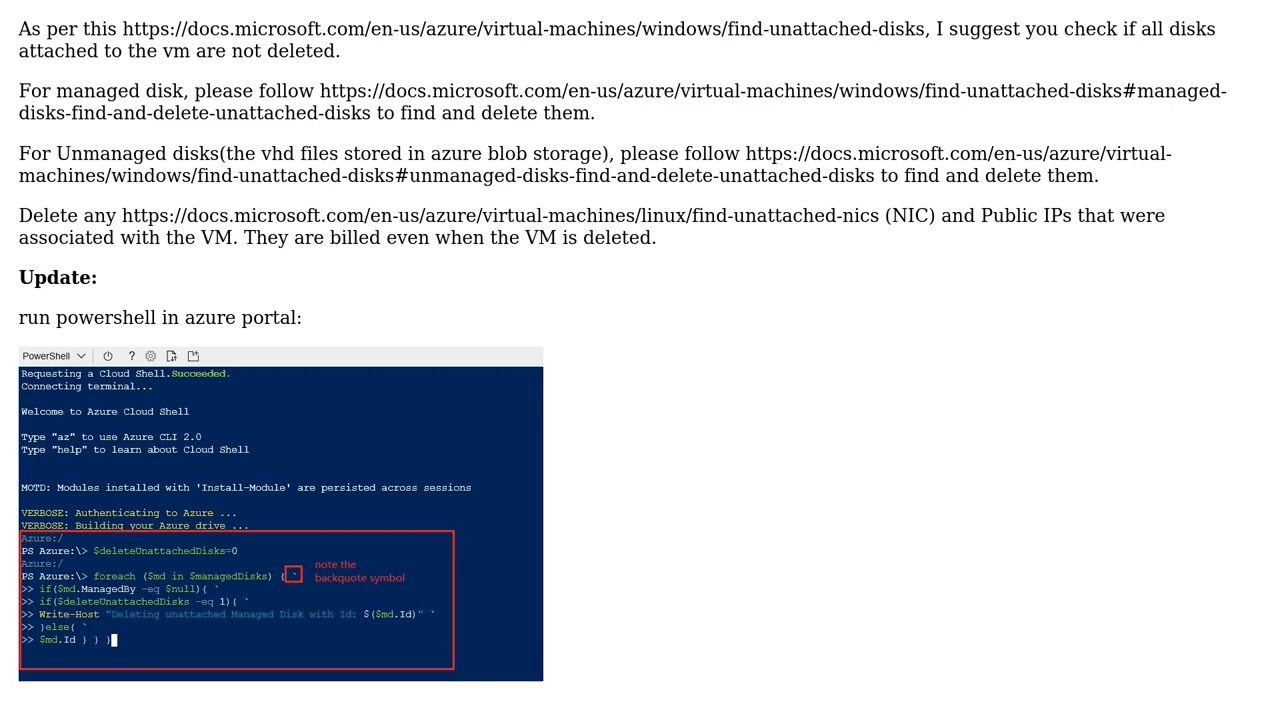 As per this https://docs.microsoft.com/en-us/azure/virtual-machines/windows/find-unattached-disks, I suggest you check if all disks
attached to the vm are not deleted.
For managed disk, please follow https://docs.microsoft.com/en-us/azure/virtual-machines/windows/find-unattached-disks#managed-
disks-find-and-delete-unattached-disks to find and delete them.
For Unmanaged disks(the vhd files stored in azure blob storage), please follow https://docs.microsoft.com/en-us/azure/virtual-
machines/windows/find-unattached-disks#unmanaged-disks-find-and-delete-unattached-disks to find and delete them.
Delete any https://docs.microsoft.com/en-us/azure/virtual-machines/linux/find-unattached-nics (NIC) and Public IPs that were
associated with the VM. They are billed even when the VM is deleted.
Update:
run powershell in azure portal:
PowerShell
Requesting a Cloud Shell.Succeeded.
Connecting terminal...
Welcome to Azure Cloud Shell
Type "az" to use Azure CLI 2.0
Type "help" to learn about Cloud Shell
MOTD: Modules installed with 'Install-Module' are persisted across sessions
VERBOSE: Authenticating to Azure ...
VERBOSE: Building your Azure drive ...
Azure:/
PS Azure:\> $deleteUnattachedDisks=0
Azure:/
PS Azure:\> foreach ($md in $managedDisks) { `
note the
backquote symbol
>> if($md.ManagedBy -eq $null){ `
>> if($deleteUnattachedDisks -eq 1){ `
>> Write-Host "Deleting unattached Managed Disk with Id: $($md.Id)" `
>> }else{ `
>> $md.Id } } }